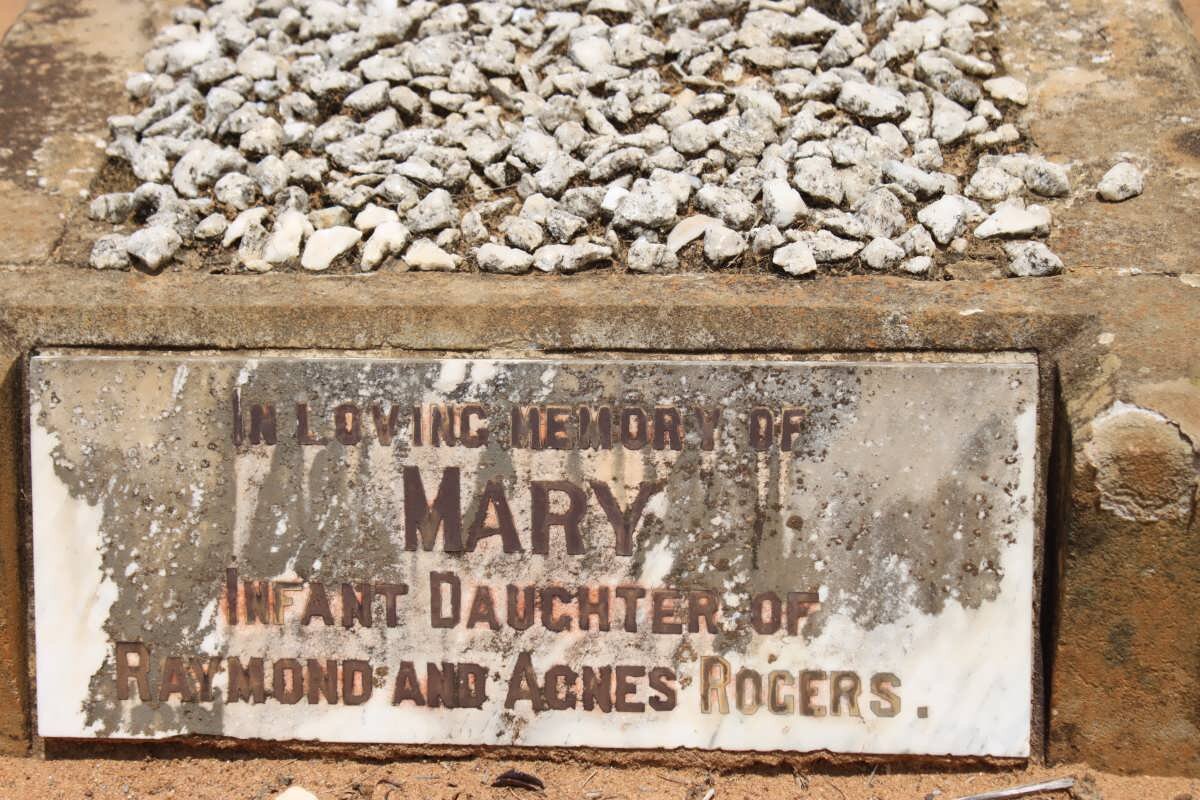 IN LOVING MEMORY OF
MARY
INFANT DAUGHTER OF
RAYMOND AND AGNES ROGERS.